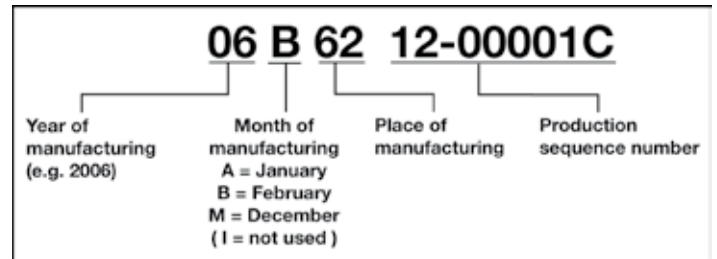 06 B 62 12-00001C
Year of manufacturing (e.g. 2006)
Month of manufacturing
A = January
B = February
M = December
( I = not used )
Place of manufacturing
Production sequence number